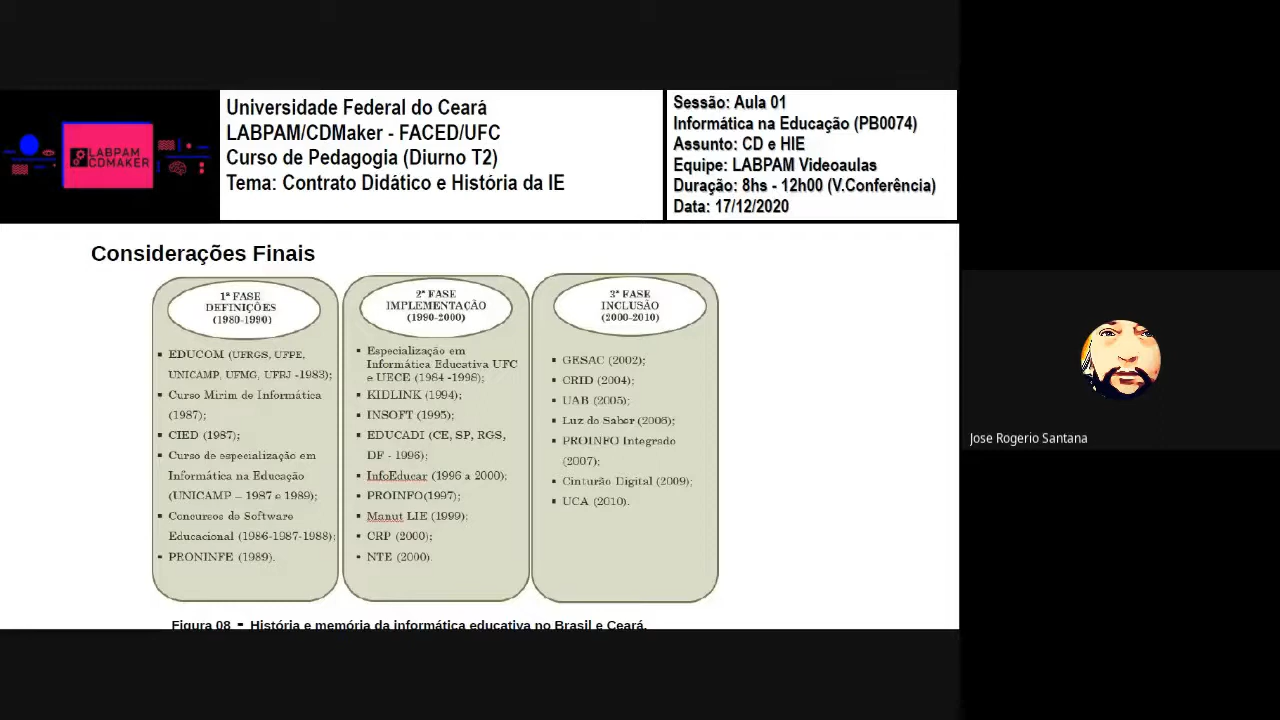 LABPAM
CDMAKER
Universidade Federal do Ceará
LABPAM/CDMaker - FACED/UFC
Curso de Pedagogia (Diurno T2)
Tema: Contrato Didático e História da IE
Sessão: Aula 01
Informática na Educação (PB0074)
Assunto: CD e HIE
Equipe: LABPAM Videoaulas
Duração: 8hs - 12h00 (V.Conferência)
Data: 17/12/2020
Considerações Finais
1ª FASE
DEFINIÇÕES
(1980-1990)
▪ EDUCOM (UFRGS, UFPE,
UNICAMP, UFMG, UFRJ -1983);
▪ Curso Mirim de Informática
(1987);
▪ CIED (1987);
▪ Curso de especialização em
Informática na Educação
(UNICAMP – 1987 e 1989);
▪ Concursos de Software
Educacional (1986-1987-1988);
▪ PRONINFE (1989).
2ª FASE
IMPLEMENTAÇÃO
(1990-2000)
▪ Especialização em
Informática Educativa UFC
e UECE (1984 -1998);
▪ KIDLINK (1994);
▪ INSOFT (1995);
▪ EDUCADI (CE, SP, RGS,
DF - 1996);
▪ InfoEducar (1996 a 2000);
▪ PROINFO(1997);
▪ Manut LIE (1999);
▪ CRP (2000);
▪ NTE (2000).
3ª FASE
INCLUSÃO
(2000-2010)
▪ GESAC (2002);
▪ CRID (2004);
▪ UAB (2005);
▪ Luz do Saber (2006);
▪ PROINFO Integrado
(2007);
▪ Cinturão Digital (2009);
▪ UCA (2010).
Figura 08 - História e memória da informática educativa no Brasil e Ceará.
Jose Rogerio Santana